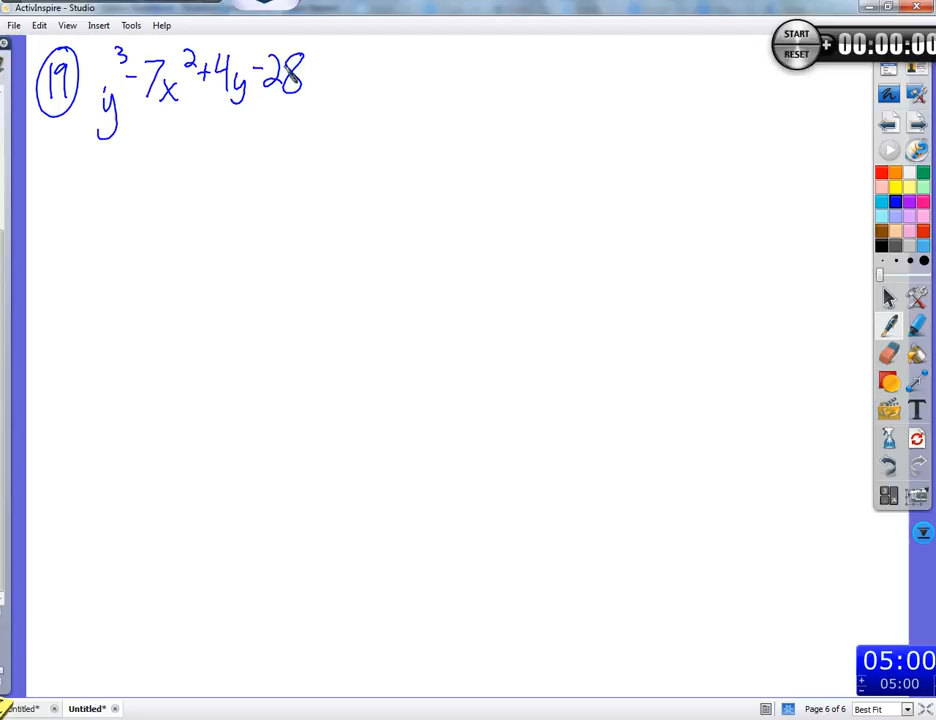 ActivInspire - Studio
File Edit View Insert Tools Help
START
RESET
00:00:00
19 y³ - 7x² + 4y - 28
05:00
05:00
ntitled* Untitled* Page 6 of 6 Best Fit